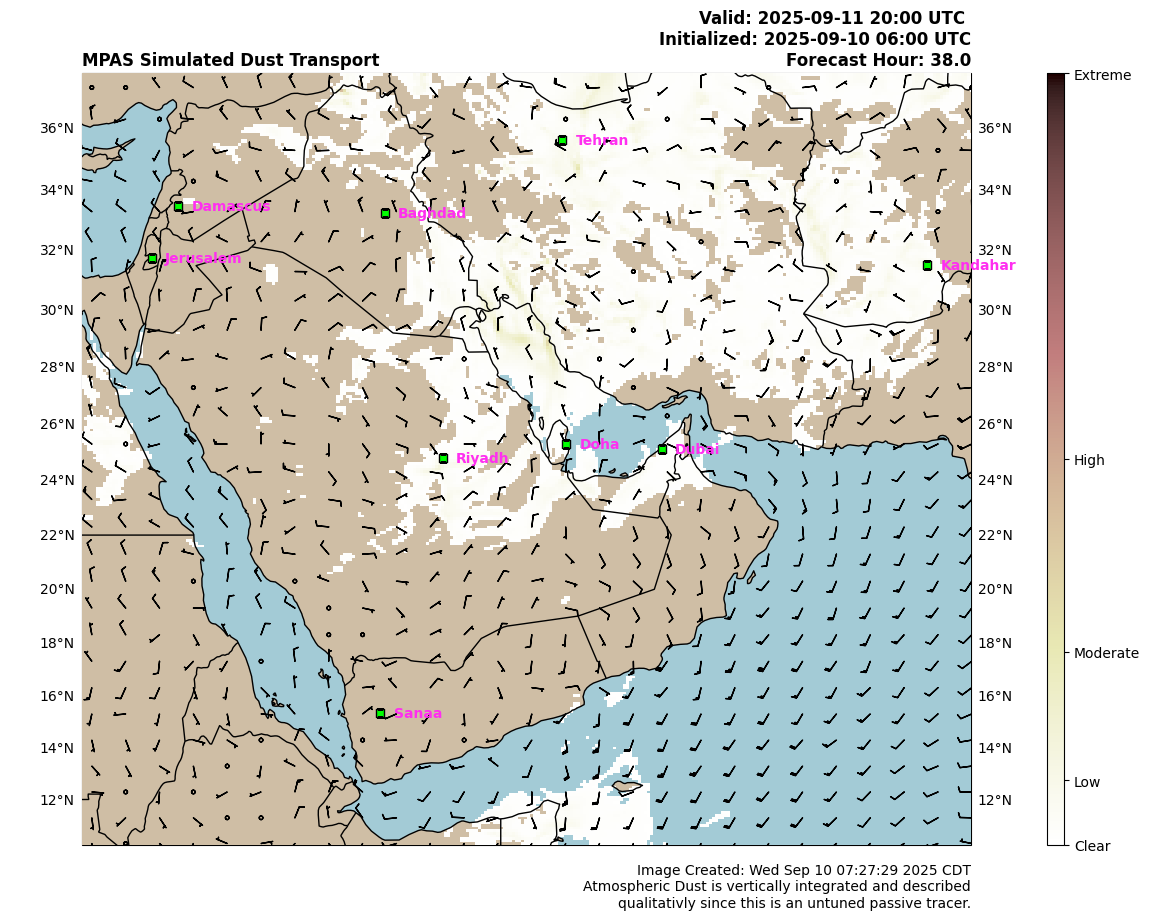 Valid: 2025-09-11 20:00 UTC
Initialized: 2025-09-10 06:00 UTC
MPAS Simulated Dust Transport
Forecast Hour: 38.0
Extreme
36°N
36°N
Tehran
34°N
34°N
Damascus
Baghdad
32°N
32°N
Jerusalem
Kandahar
30°N
30°N
28°N
28°N
26°N
26°N
Doha
Dubai
Riyadh
High
24°N
24°N
22°N
22°N
20°N
20°N
18°N
18°N
Moderate
16°N
16°N
Sanaa
14°N
14°N
Low
12°N
12°N
Clear
Image Created: Wed Sep 10 07:27:29 2025 CDT
Atmospheric Dust is vertically integrated and described
qualitativly since this is an untuned passive tracer.